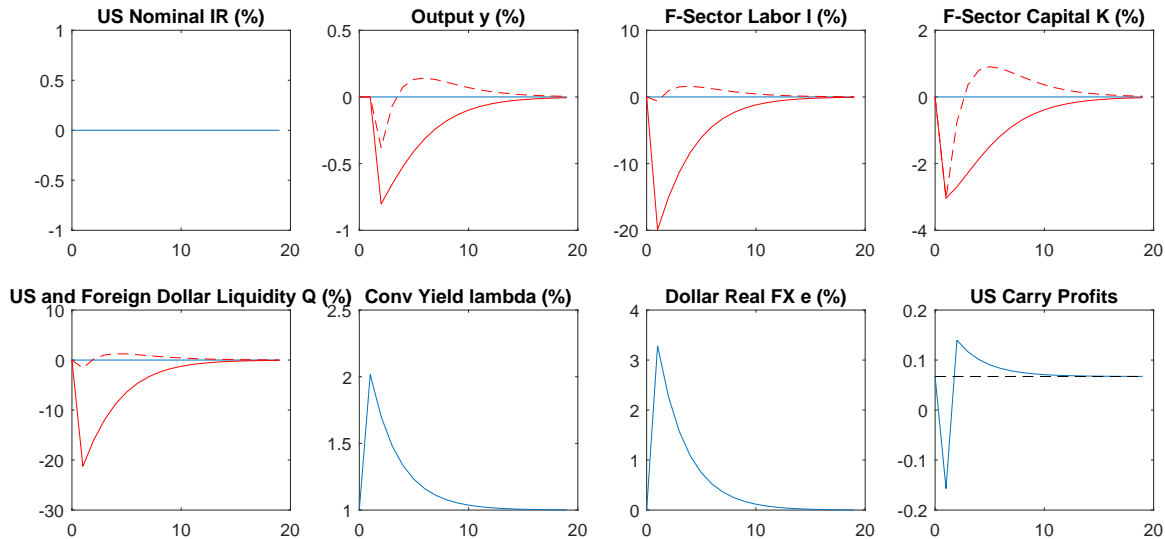 US Nominal IR (%)
1
0.5
0
-0.5
-1
0 10 20
Output y (%)
0.5
0
-0.5
-1
0 10 20
F-Sector Labor l (%)
10
0
-10
-20
0 10 20
F-Sector Capital K (%)
2
0
-2
-4
0 10 20
US and Foreign Dollar Liquidity Q (%)
10
0
-10
-20
-30
0 10 20
Conv Yield lambda (%)
2.5
2
1.5
1
0 10 20
Dollar Real FX e (%)
4
3
2
1
0
0 10 20
US Carry Profits
0.2
0.1
0
-0.1
-0.2
0 10 20